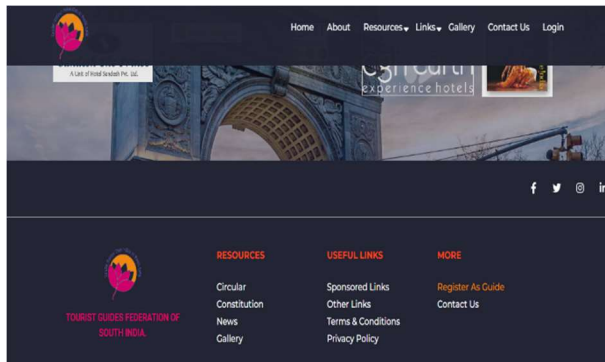 Home About Resources Links Gallery Contact Us Login
A Unit of Hotel Sandesh Pvt. Ltd.
cgh earth
experience hotels
RESOURCES
Circular
Constitution
News
Gallery
USEFUL LINKS
Sponsored Links
Other Links
Terms & Conditions
Privacy Policy
MORE
Register As Guide
Contact Us
TOURIST GUIDES FEDERATION OF
SOUTH INDIA.